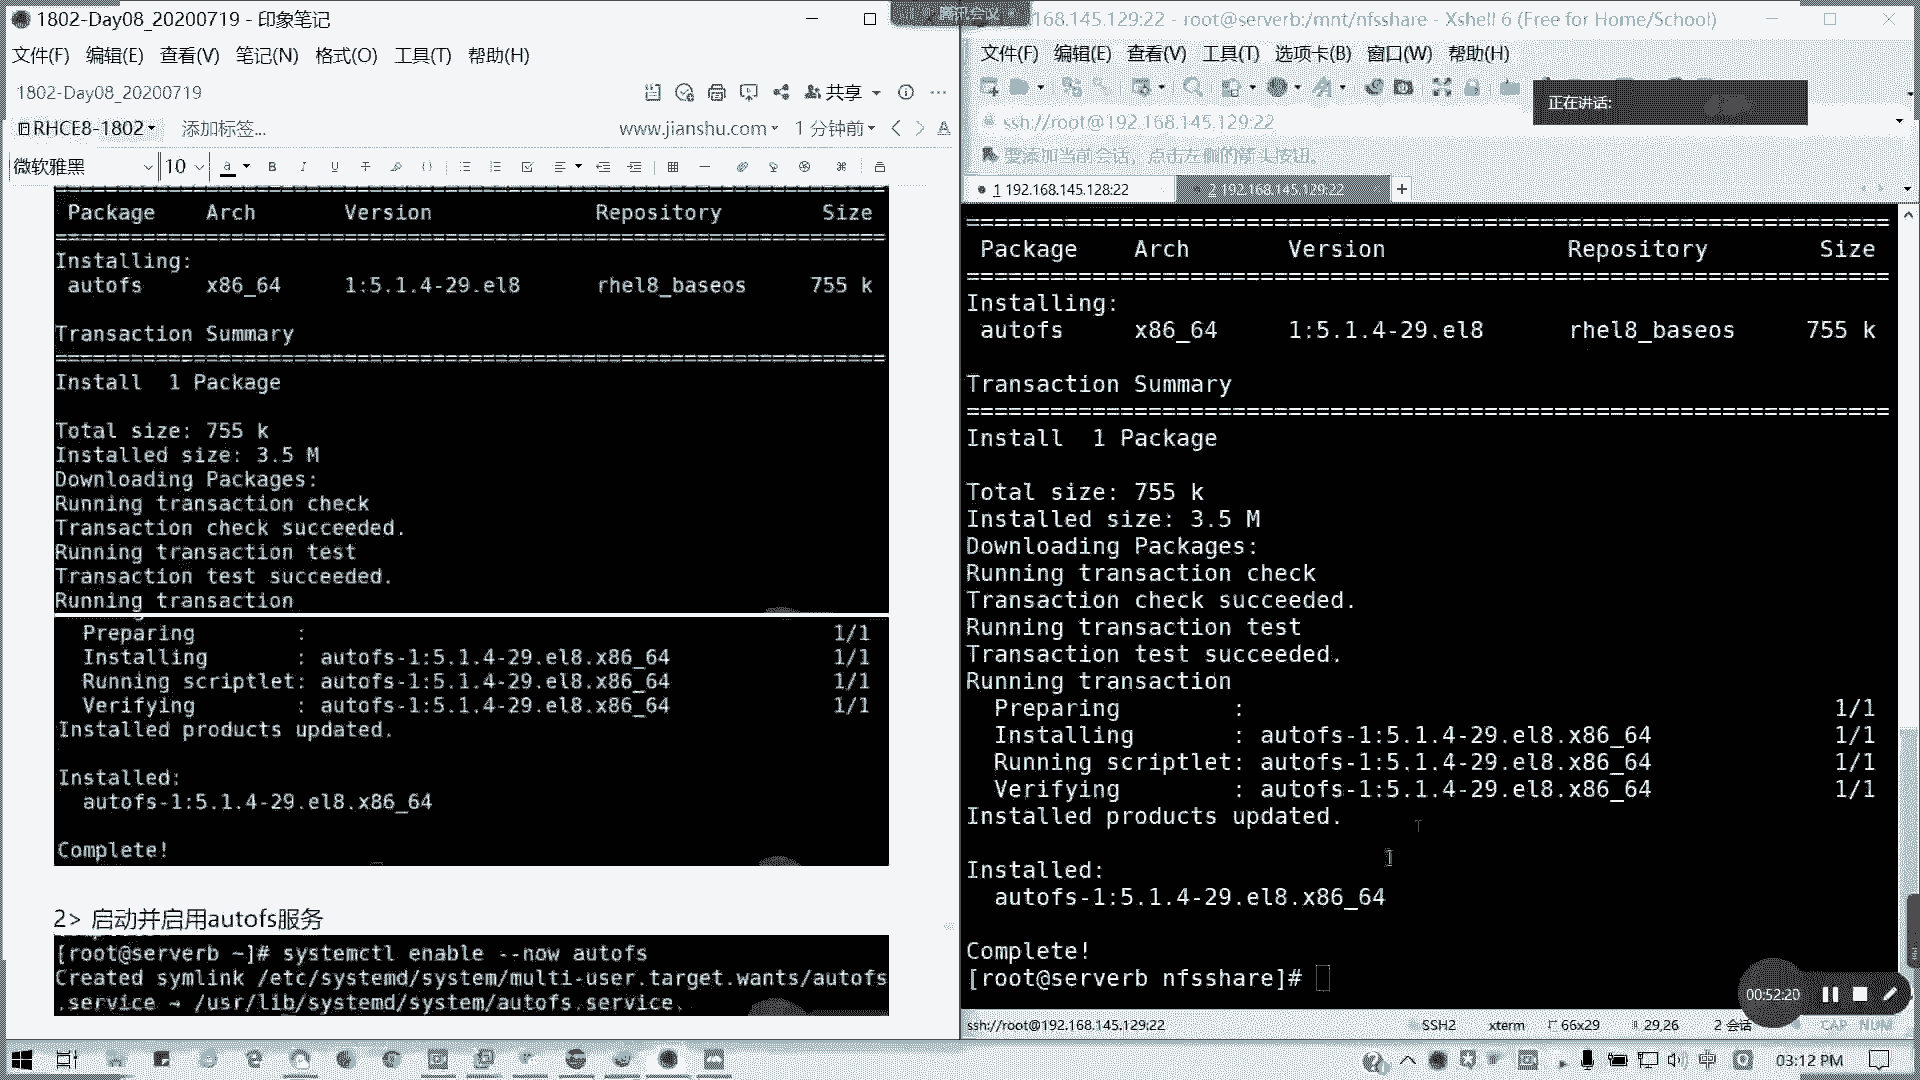 1802-Day08_20200719 - 印象笔记
文件(F) 编辑(E) 查看(V) 笔记(N) 格式(O) 工具(T) 帮助(H)
1802-Day08_20200719
共享
RHCE8-1802 添加标签...
www.jianshu.com 1 分钟前
微软雅黑 10
Package Arch Version Repository Size
Installing:
autofs x86_64 1:5.1.4-29.el8 rhel8_baseos 755 k
Transaction Summary
Install 1 Package
Total size: 755 k
Installed size: 3.5 M
Downloading Packages:
Running transaction check
Transaction check succeeded.
Running transaction test
Transaction test succeeded.
Running transaction
Preparing : 1/1
Installing : autofs-1:5.1.4-29.el8.x86_64 1/1
Running scriptlet: autofs-1:5.1.4-29.el8.x86_64 1/1
Verifying : autofs-1:5.1.4-29.el8.x86_64 1/1
Installed products updated.
Installed:
autofs-1:5.1.4-29.el8.x86_64
Complete!
2> 启动并启用autofs服务
[root@serverb ~]# systemctl enable --now autofs
Created symlink /etc/systemd/system/multi-user.target.wants/autofs
.service → /usr/lib/systemd/system/autofs.service.
腾讯会议
168.145.129:22 - root@serverb:/mnt/nfsshare - Xshell 6 (Free for Home/School)
文件(F) 编辑(E) 查看(V) 工具(T) 选项卡(B) 窗口(W) 帮助(H)
正在讲话:
ssh://root@192.168.145.129:22
要添加当前会话，点击左侧的箭头按钮。
1 192.168.145.128:22
2 192.168.145.129:22
Package Arch Version Repository Size
Installing:
autofs x86_64 1:5.1.4-29.el8 rhel8_baseos 755 k
Transaction Summary
Install 1 Package
Total size: 755 k
Installed size: 3.5 M
Downloading Packages:
Running transaction check
Transaction check succeeded.
Running transaction test
Transaction test succeeded.
Running transaction
Preparing : 1/1
Installing : autofs-1:5.1.4-29.el8.x86_64 1/1
Running scriptlet: autofs-1:5.1.4-29.el8.x86_64 1/1
Verifying : autofs-1:5.1.4-29.el8.x86_64 1/1
Installed products updated.
Installed:
autofs-1:5.1.4-29.el8.x86_64
Complete!
[root@serverb nfsshare]#
00:52:20
ssh://root@192.168.145.129:22 SSH2 xterm 66x29 29,26 2 会话 CAP NUM
中 03:12 PM